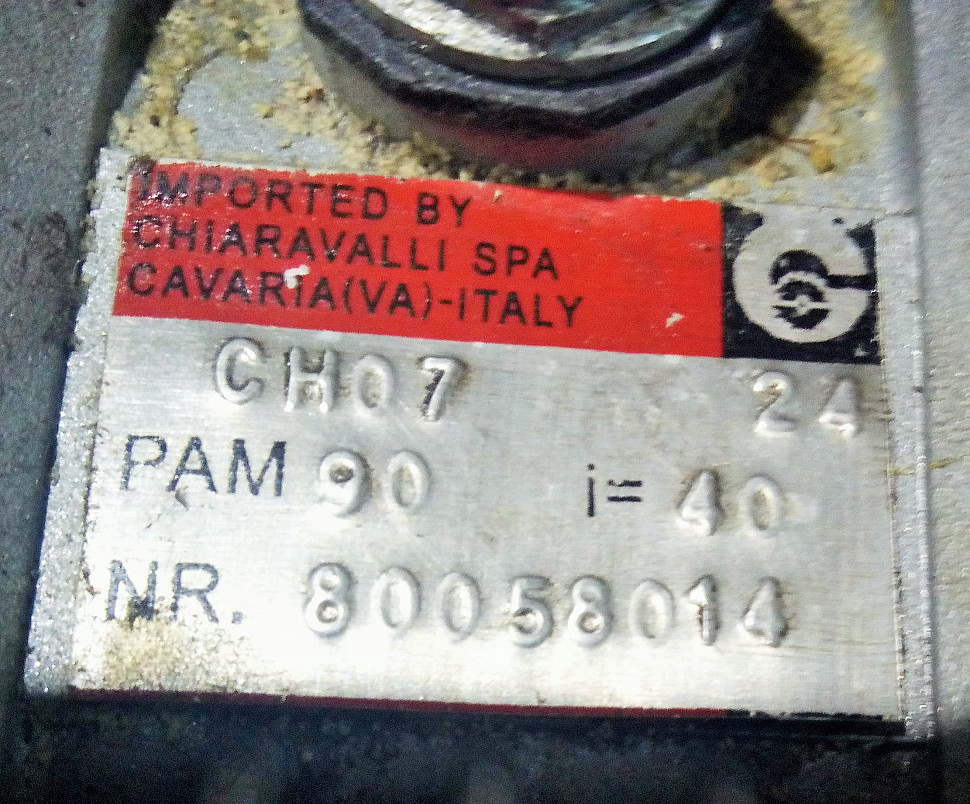 IMPORTED BY
CHIARAVALLI SPA
CAVARIA(VA)-ITALY
CH07 24
PAM 90 i= 40
NR. 80058014